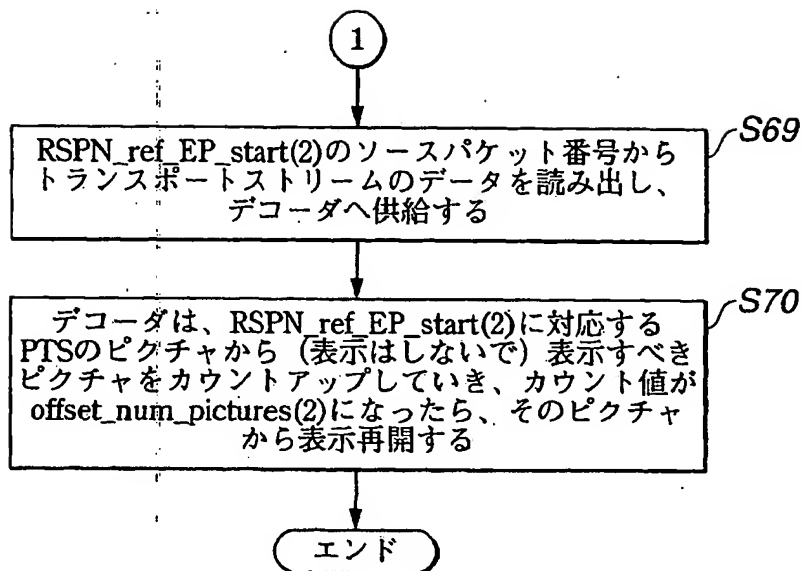 1
S69
RSPN_ref_EP_start(2)のソースパケット番号から
トランスポートストリームのデータを読み出し、
デコーダへ供給する
S70
デコーダは、RSPN_ref_EP_start(2)に対応する
PTSのピクチャから（表示はしないで）表示すべき
ピクチャをカウントアップしていき、カウント値が
offset_num_pictures(2)になったら、そのピクチャ
から表示再開する
エンド